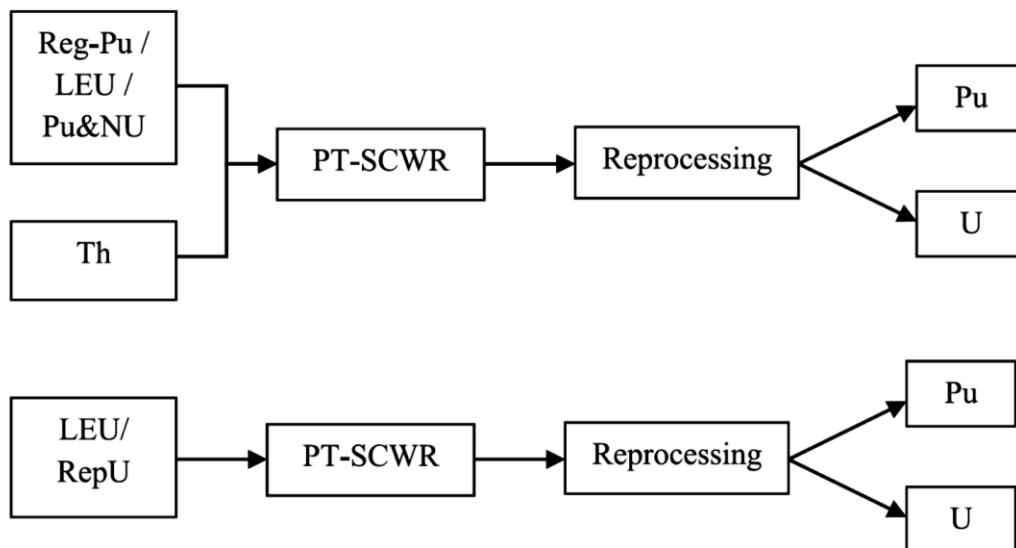 Reg-Pu /
LEU /
Pu&NU
Th
PT-SCWR
Reprocessing
Pu
U
LEU/
RepU
PT-SCWR
Reprocessing
Pu
U